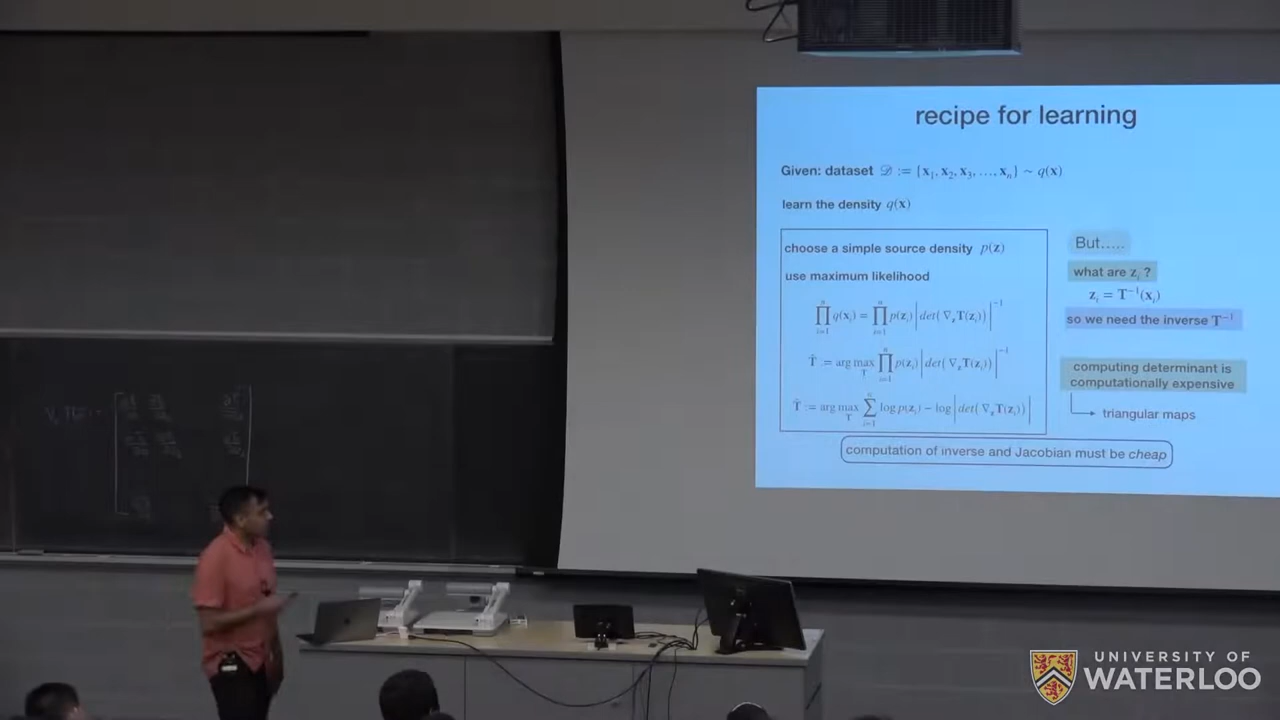 recipe for learning
Given: dataset 𝒟 := {x₁, x₂, x₃, …, xₙ} ~ q(x)
learn the density q(x)
choose a simple source density p(z)
use maximum likelihood
∏ᵢ₌₁ⁿ q(xᵢ) = ∏ᵢ₌₁ⁿ p(zᵢ) |det(∇_z T(zᵢ))|⁻¹
T̂ := arg max_T ∏ᵢ₌₁ⁿ p(zᵢ) |det(∇_z T(zᵢ))|⁻¹
T̂ := arg max_T ∑ᵢ₌₁ⁿ log p(zᵢ) − log |det(∇_z T(zᵢ))|
But.....
what are zᵢ ?
zᵢ = T⁻¹(xᵢ)
so we need the inverse T⁻¹
computing determinant is
computationally expensive
triangular maps
computation of inverse and Jacobian must be cheap
UNIVERSITY OF
WATERLOO